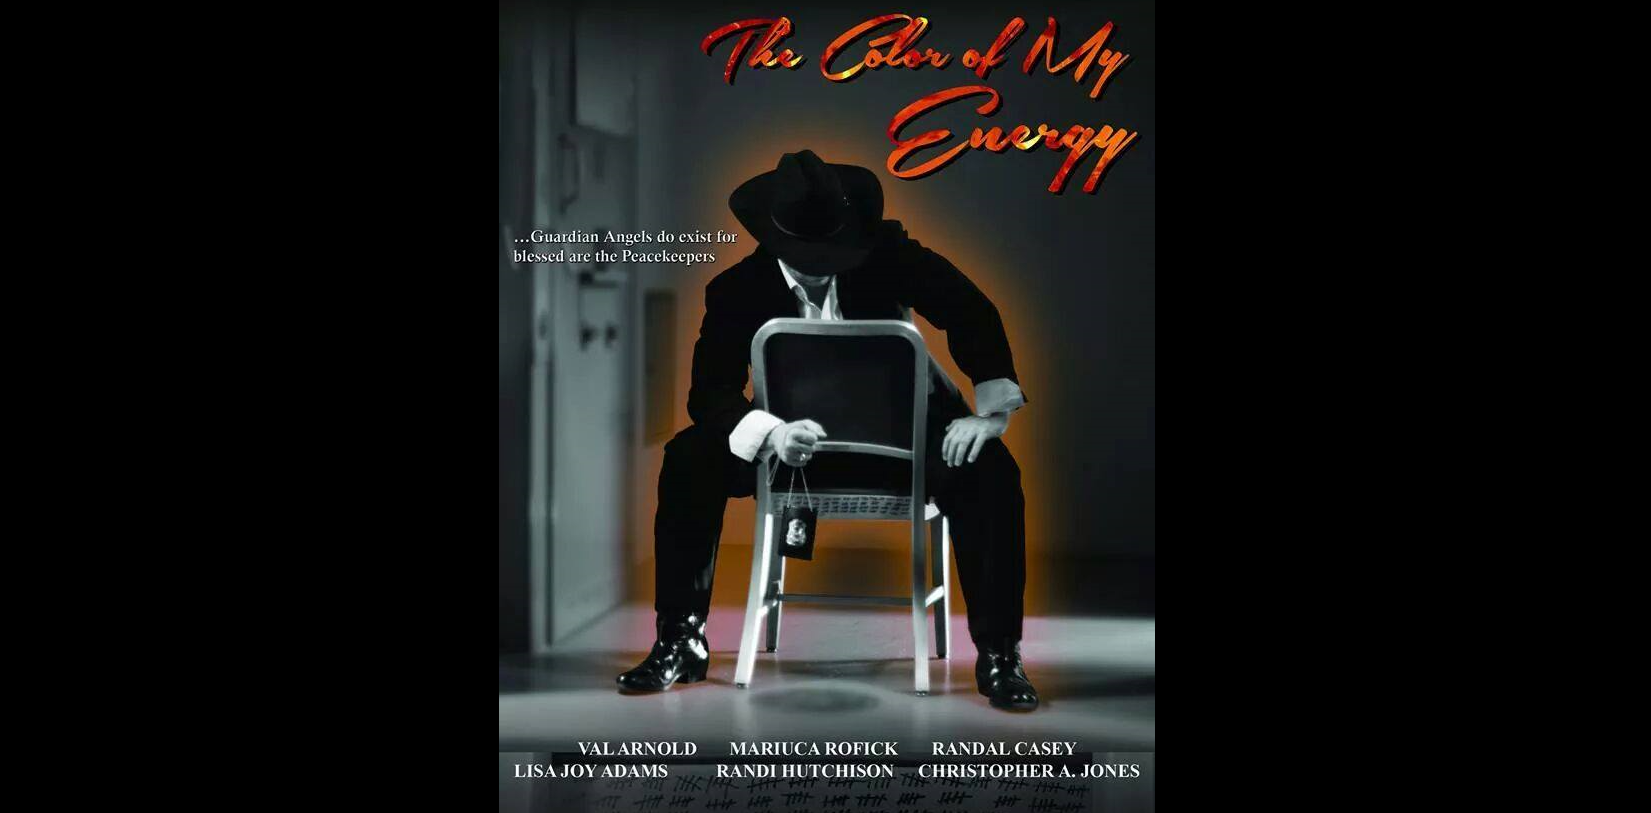 The Color of My
Energy
...Guardian Angels do exist for
blessed are the Peacekeepers
VAL ARNOLD MARIUCA ROFICK RANDAL CASEY
LISA JOY ADAMS RANDI HUTCHISON CHRISTOPHER A. JONES